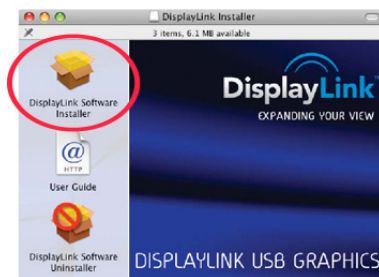 DisplayLink Installer
3 items, 6.1 MB available
DisplayLink Software
Installer
DisplayLink
EXPANDING YOUR VIEW
@
HTTP
User Guide
DisplayLink Software
Uninstaller
DISPLAYLINK USB GRAPHICS